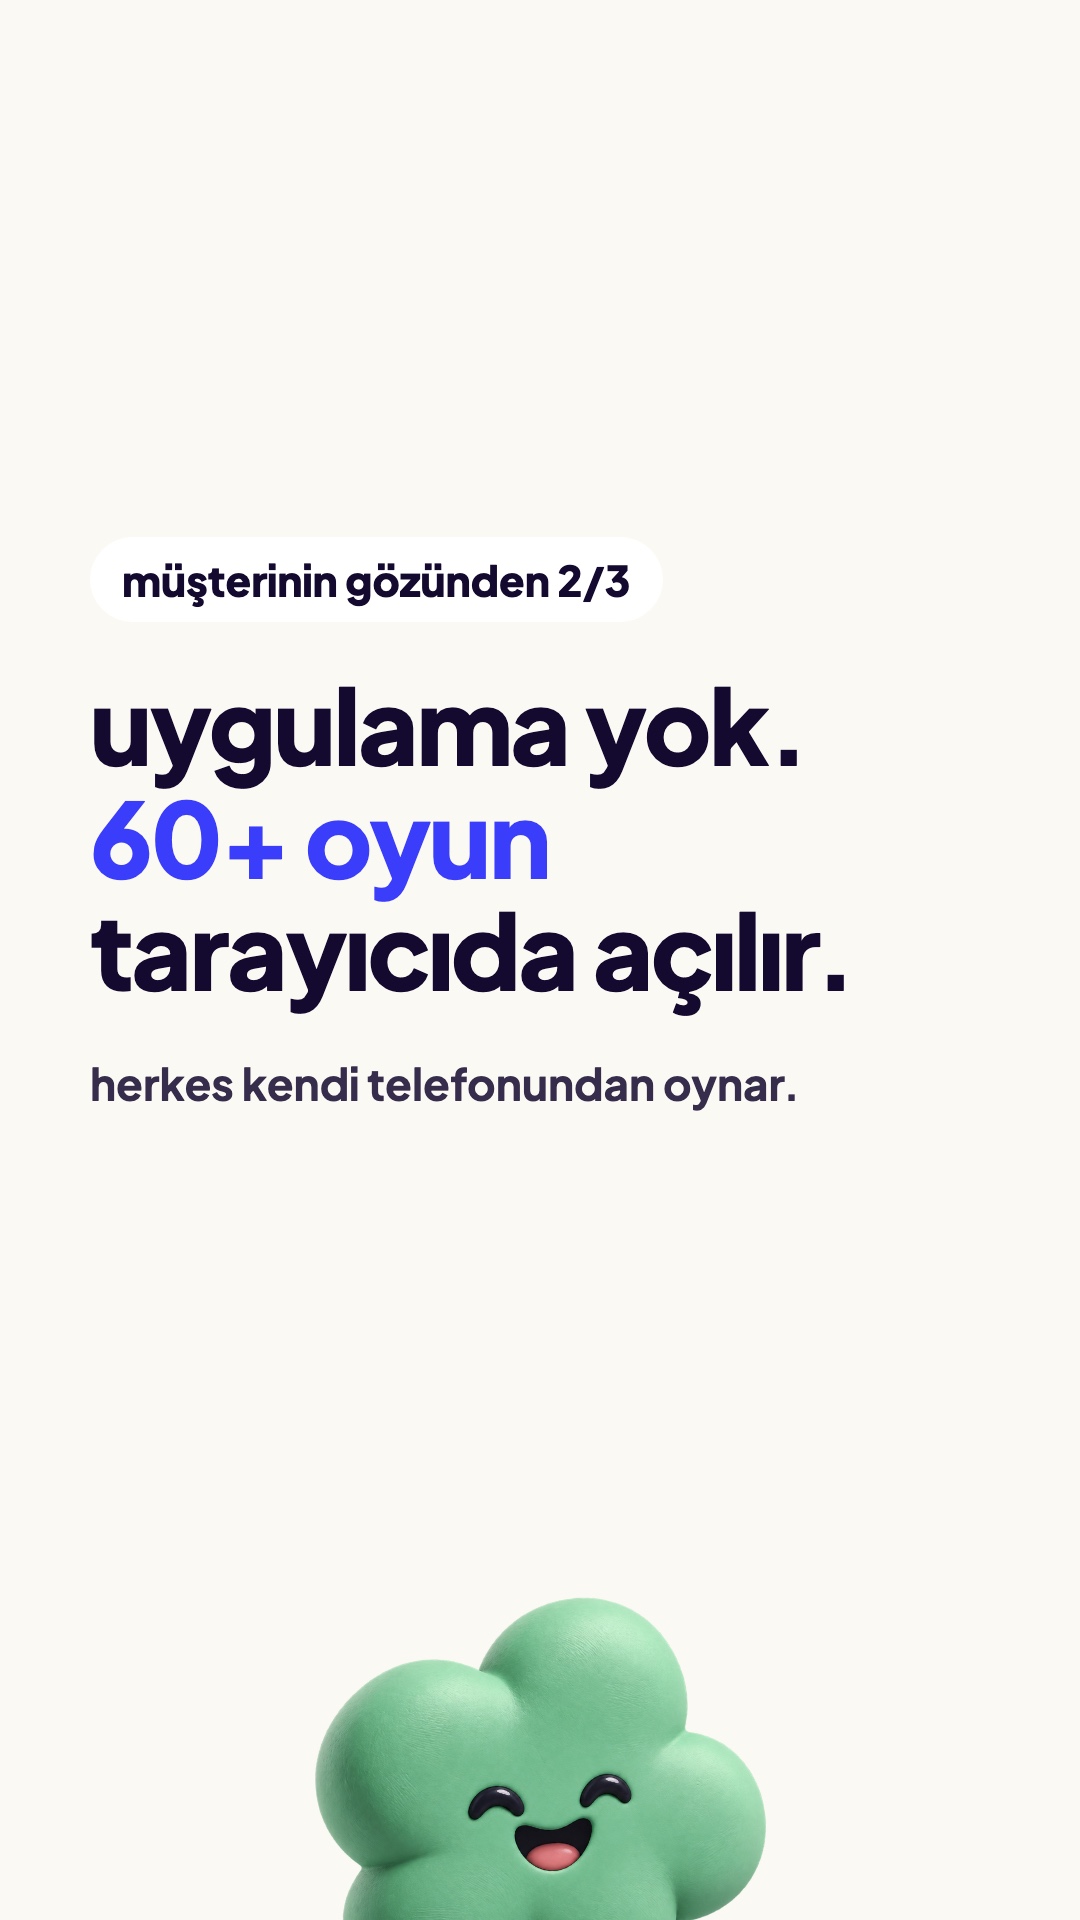 müşterinin gözünden 2/3
uygulama yok.
60+ oyun
tarayıcıda açılır.
herkes kendi telefonundan oynar.